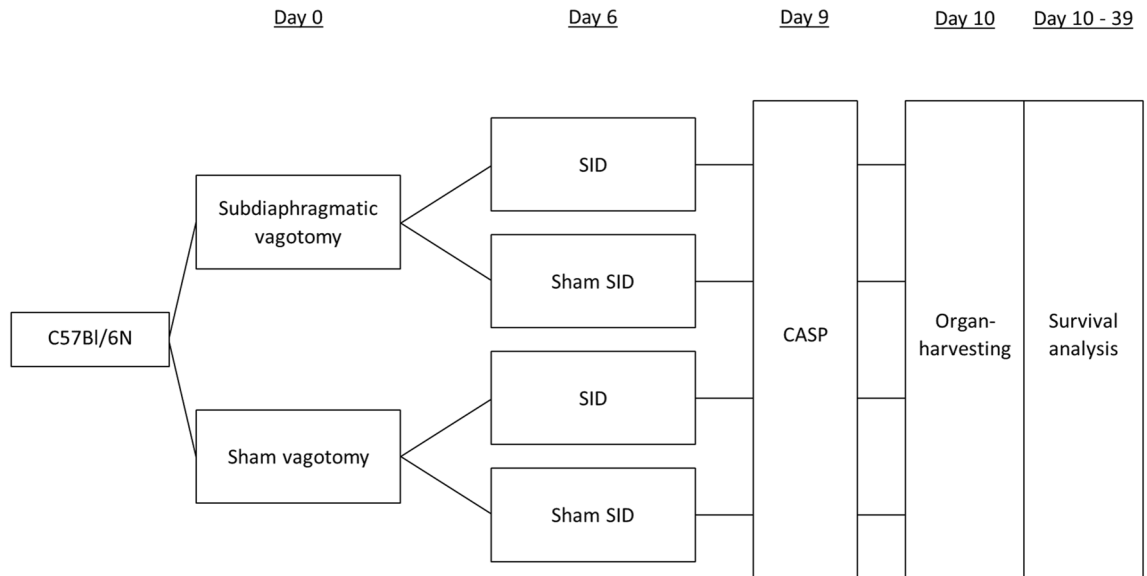 Day 0
Day 6
Day 9
Day 10
Day 10 - 39
C57Bl/6N
Subdiaphragmatic
vagotomy
Sham vagotomy
SID
Sham SID
SID
Sham SID
CASP
Organ-
harvesting
Survival
analysis